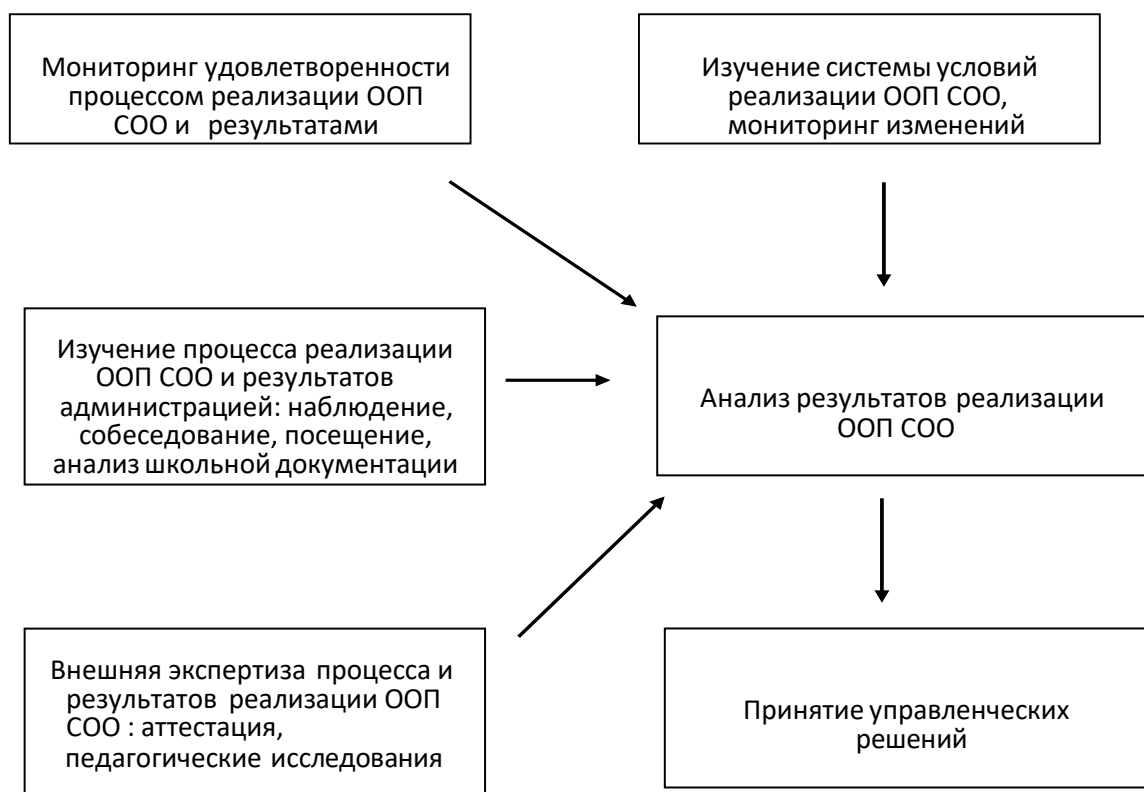 Мониторинг удовлетворенности
процессом реализации ООП
СОО и результатами
Изучение системы условий
реализации ООП СОО,
мониторинг изменений
Изучение процесса реализации
ООП СОО и результатов
администрацией: наблюдение,
собеседование, посещение,
анализ школьной документации
Анализ результатов реализации
ООП СОО
Внешняя экспертиза процесса и
результатов реализации ООП
СОО : аттестация,
педагогические исследования
Принятие управленческих
решений